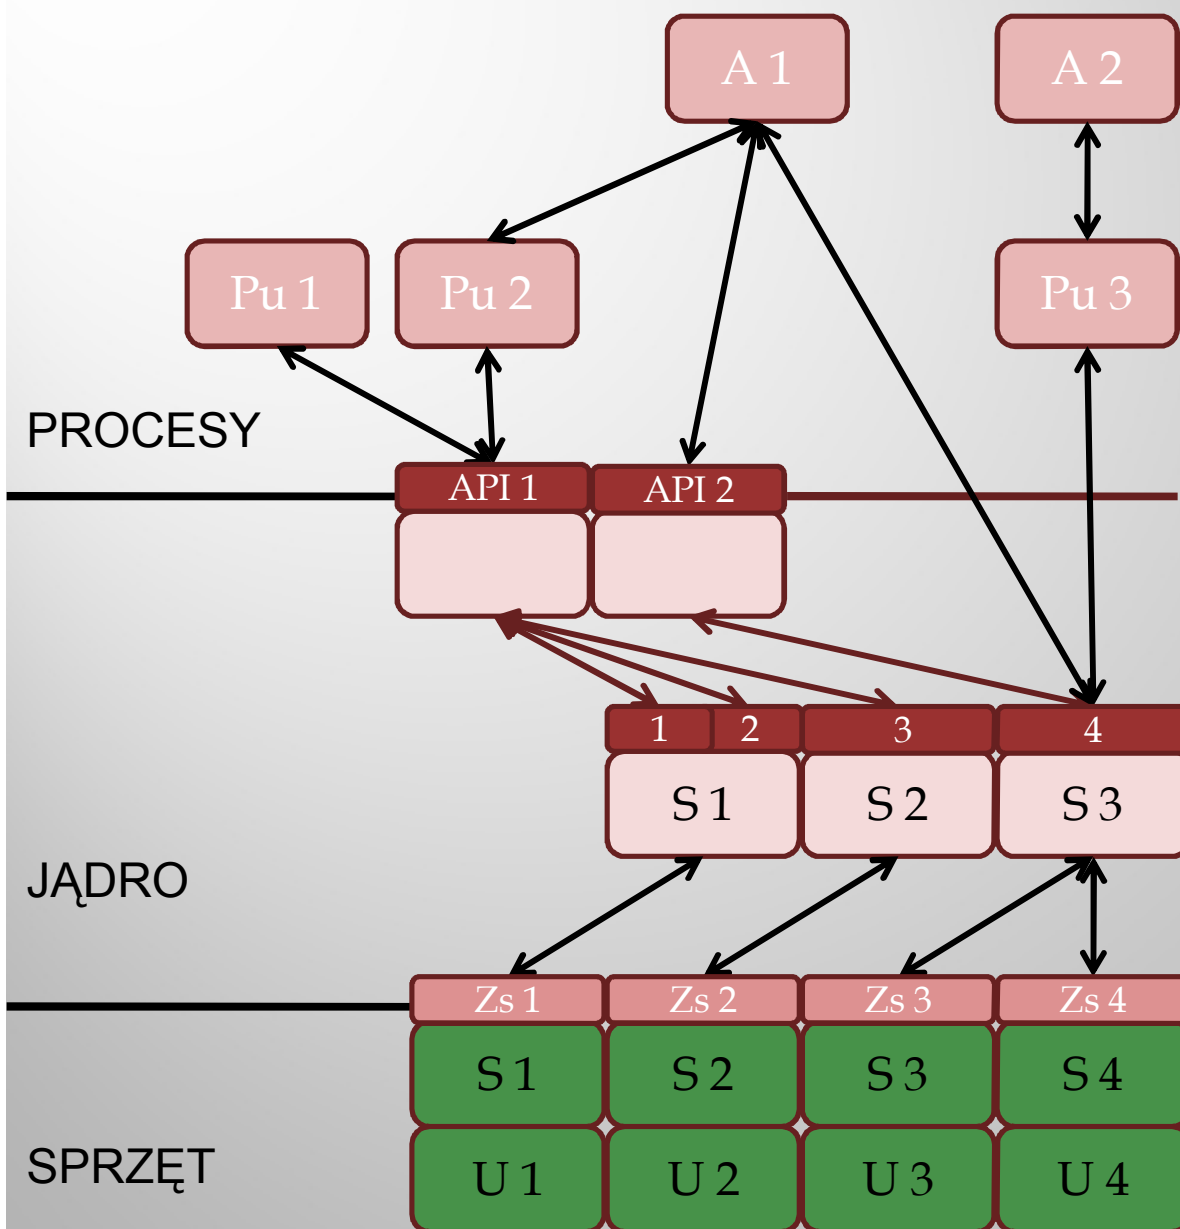 A 1
A 2
Pu 1
Pu 2
Pu 3
PROCESY
API 1
API 2
1
2
3
4
S 1
S 2
S 3
JĄDRO
Zs 1
Zs 2
Zs 3
Zs 4
S 1
S 2
S 3
S 4
SPRZĘT
U 1
U 2
U 3
U 4